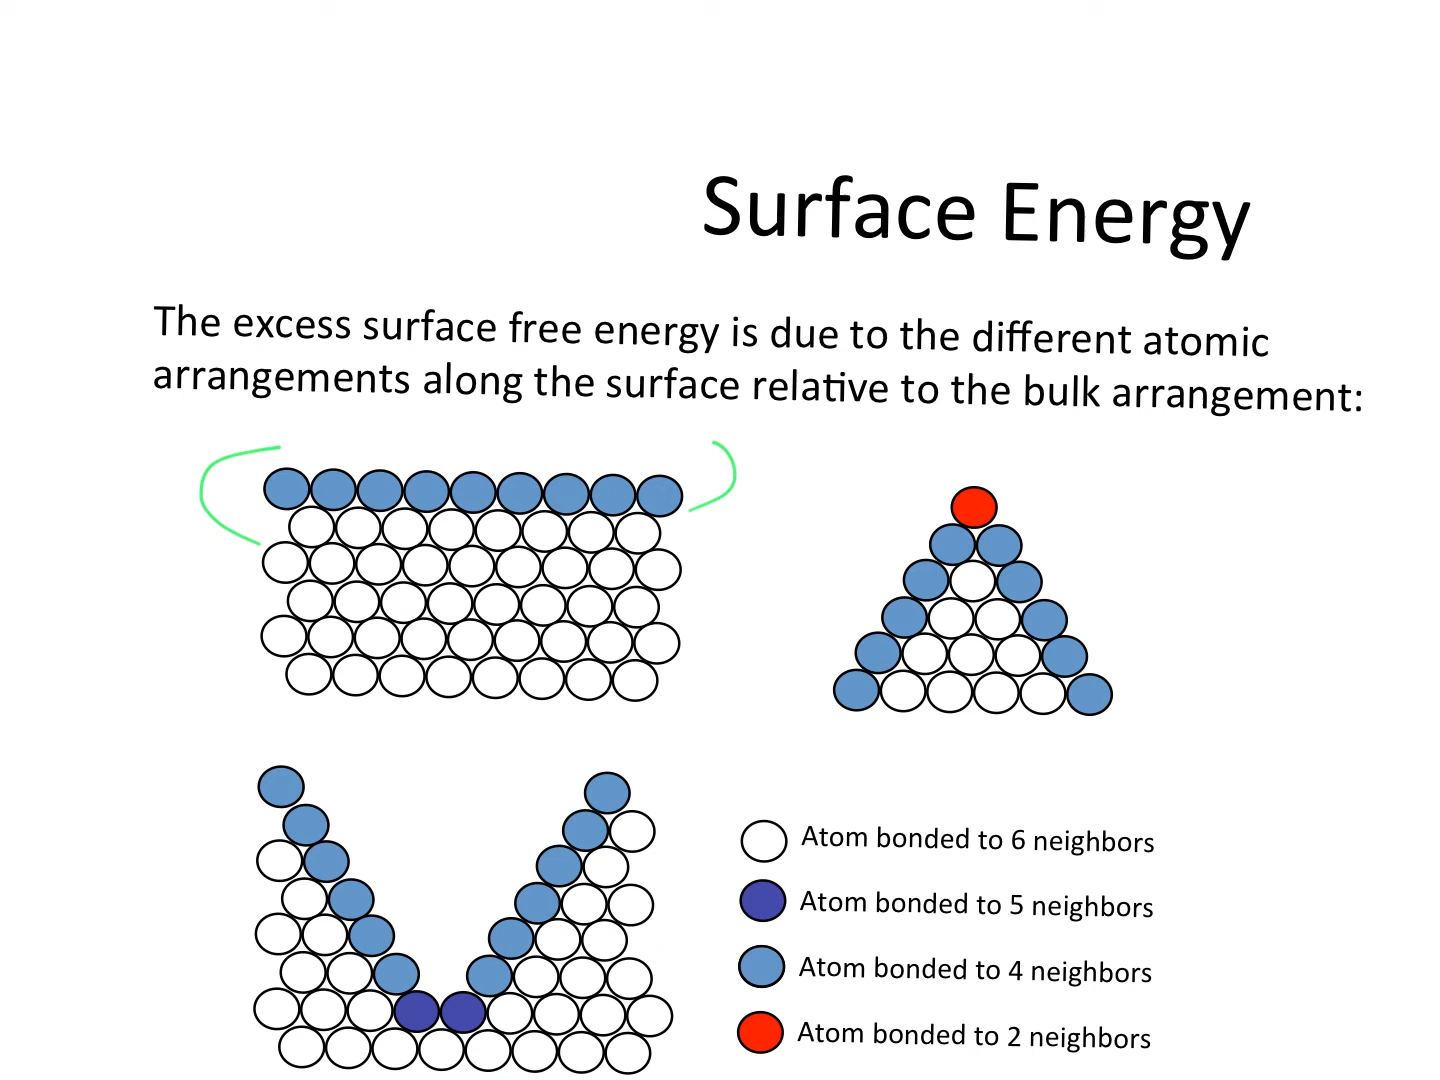 Surface Energy
The excess surface free energy is due to the different atomic
arrangements along the surface relative to the bulk arrangement:
Atom bonded to 6 neighbors
Atom bonded to 5 neighbors
Atom bonded to 4 neighbors
Atom bonded to 2 neighbors